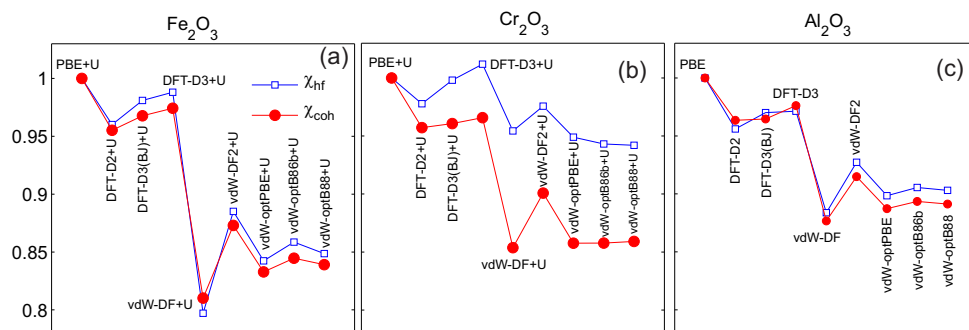 Fe2O3
Cr2O3
Al2O3
(a)
PBE+U
DFT-D2+U
DFT-D3(BJ)+U
DFT-D3+U
χhf
χcoh
vdW-DF+U
vdW-DF2+U
vdW-optPBE+U
vdW-optB86b+U
vdW-optB88+U
1
0.95
0.9
0.85
0.8
(b)
PBE+U
DFT-D2+U
DFT-D3(BJ)+U
DFT-D3+U
vdW-DF+U
vdW-DF2+U
vdW-optPBE+U
vdW-optB86b+U
vdW-optB88+U
(c)
PBE
DFT-D2
DFT-D3(BJ)
DFT-D3
vdW-DF
vdW-DF2
vdW-optPBE
vdW-optB86b
vdW-optB88